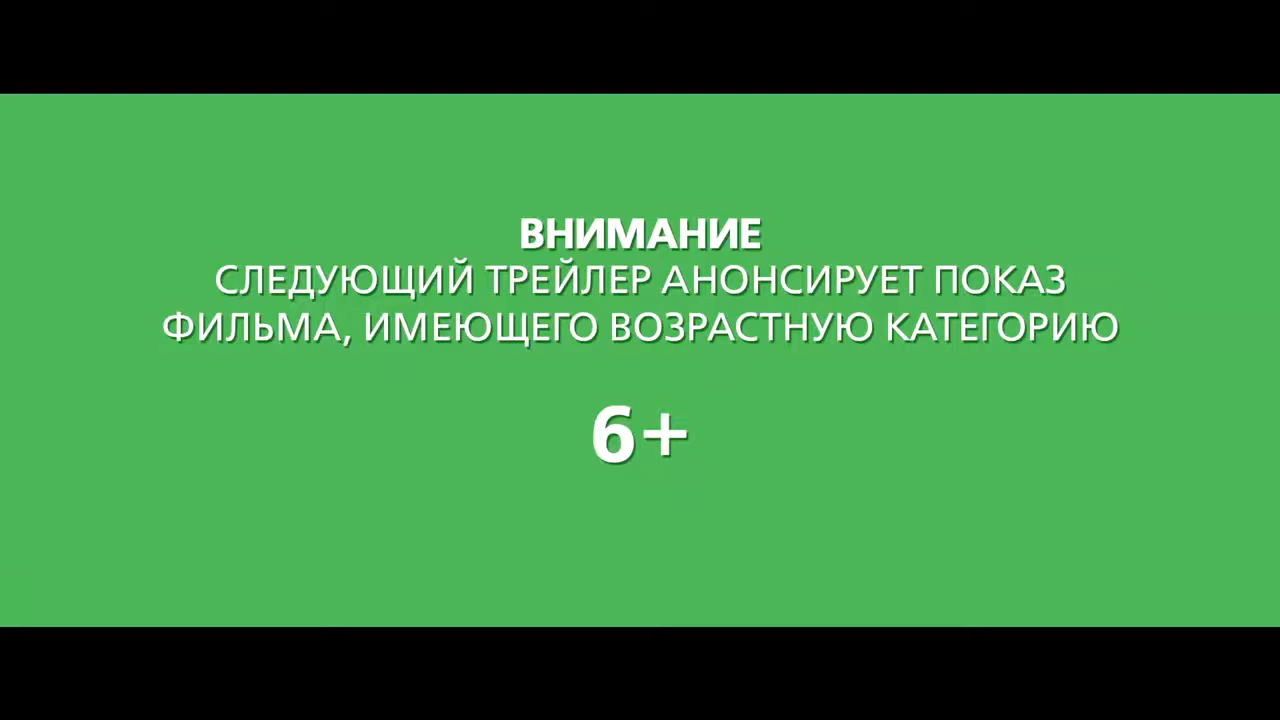 ВНИМАНИЕ
СЛЕДУЮЩИЙ ТРЕЙЛЕР АНОНСИРУЕТ ПОКАЗ
ФИЛЬМА, ИМЕЮЩЕГО ВОЗРАСТНУЮ КАТЕГОРИЮ
6+